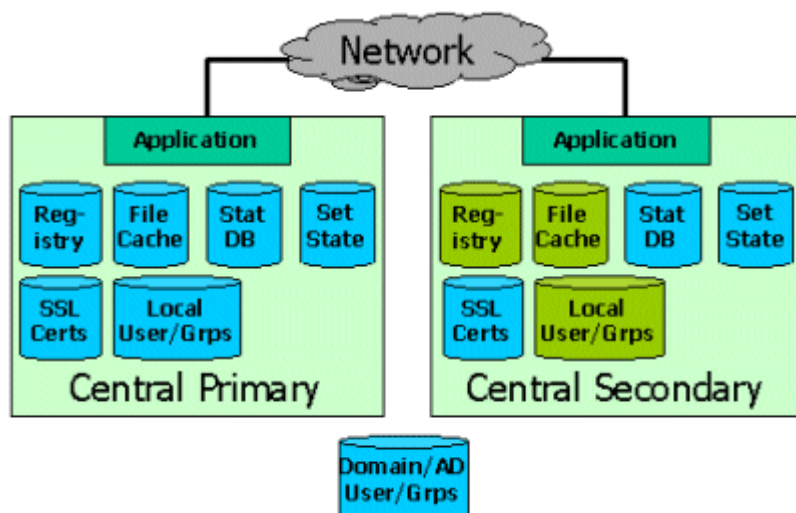 Network
Application
Reg-
istry
File
Cache
Stat
DB
Set
State
SSL
Certs
Local
User/Grps
Central Primary
Application
Reg-
istry
File
Cache
Stat
DB
Set
State
SSL
Certs
Local
User/Grps
Central Secondary
Domain/AD
User/Grps